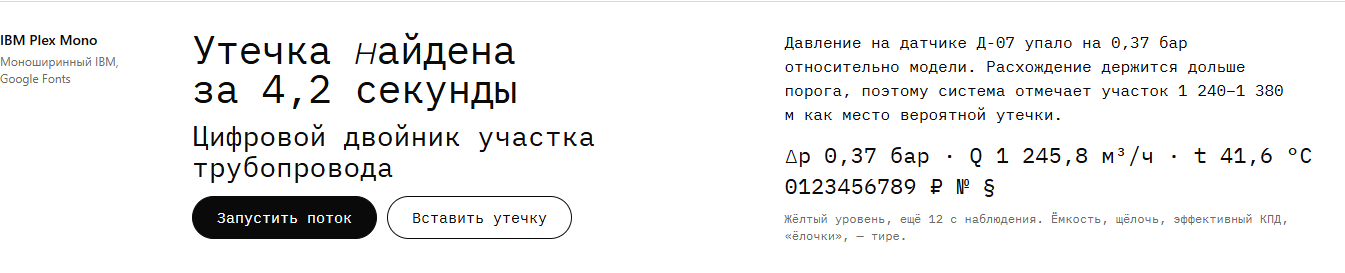 IBM Plex Mono
Моноширинный IBM,
Google Fonts
Утечка найдена
за 4,2 секунды
Цифровой двойник участка
трубопровода
Запустить поток
Вставить утечку
Давление на датчике Д-07 упало на 0,37 бар
относительно модели. Расхождение держится дольше
порога, поэтому система отмечает участок 1 240–1 380
м как место вероятной утечки.
Δp 0,37 бар · Q 1 245,8 м³/ч · t 41,6 °C
0123456789 ₽ № §
Жёлтый уровень, ещё 12 с наблюдения. Ёмкость, щёлочь, эффективный КПД,
«ёлочки», — тире.